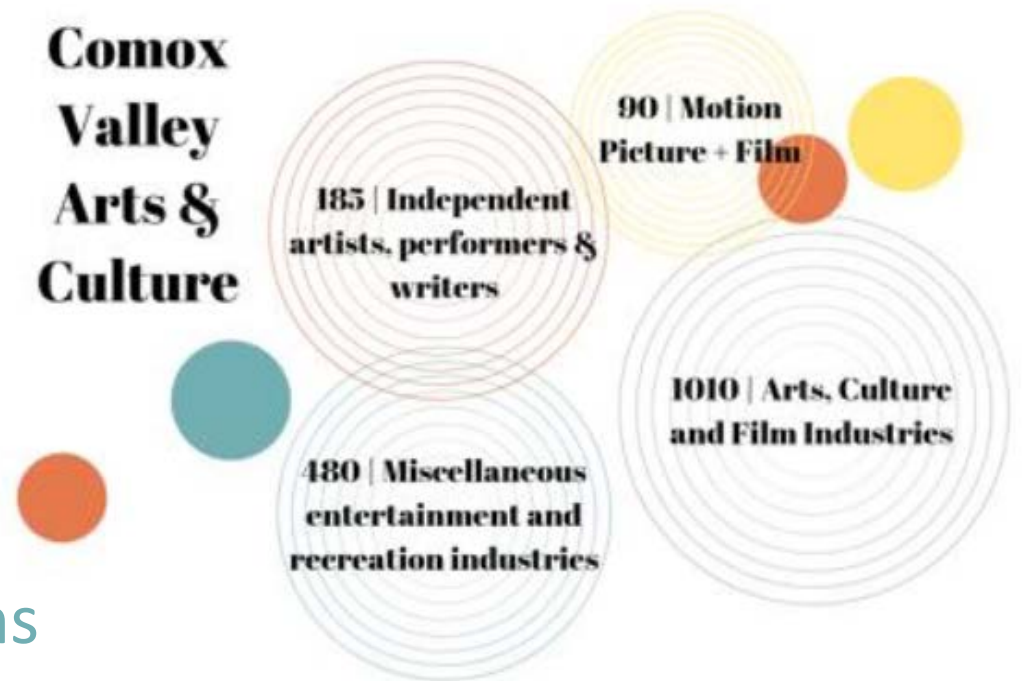 Comox
Valley
Arts &
Culture
90 | Motion
Picture + Film
185 | Independent
artists, performers &
writers
1010 | Arts, Culture
and Film Industries
480 | Miscellaneous
entertainment and
recreation industries